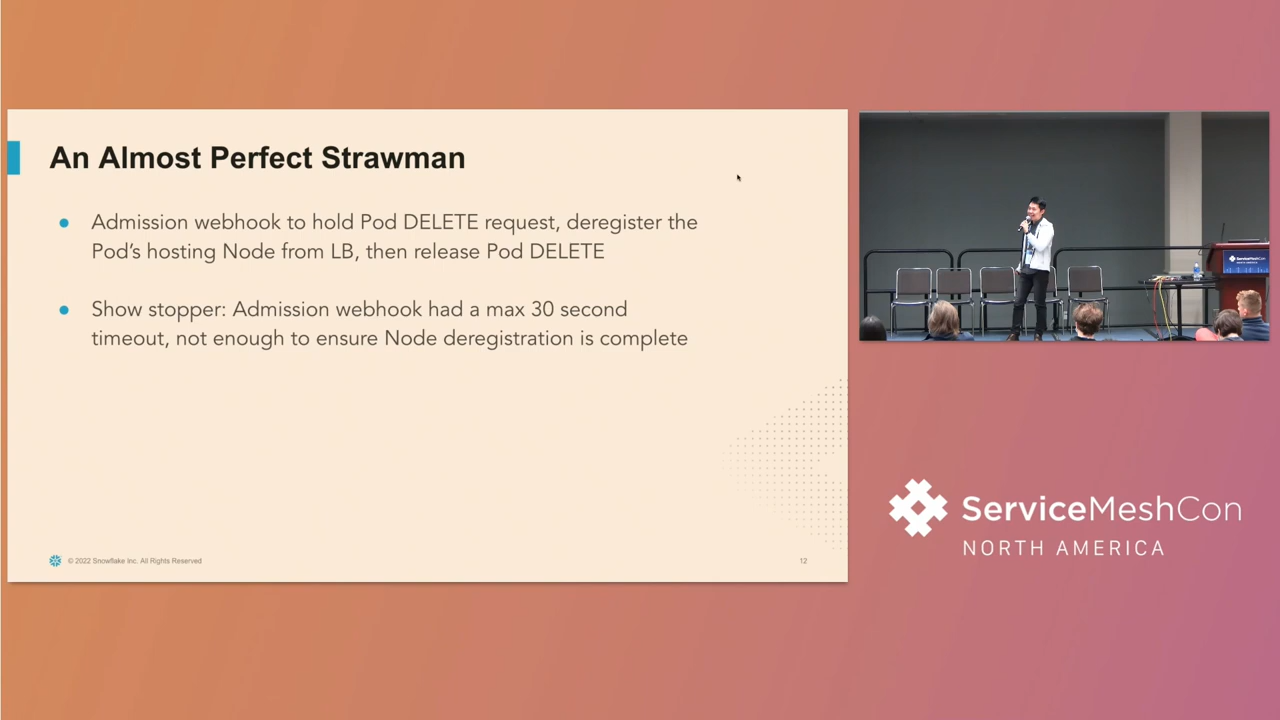 An Almost Perfect Strawman
Admission webhook to hold Pod DELETE request, deregister the
Pod's hosting Node from LB, then release Pod DELETE
Show stopper: Admission webhook had a max 30 second
timeout, not enough to ensure Node deregistration is complete
© 2022 Snowflake Inc. All Rights Reserved
12
ServiceMeshCon
ServiceMeshCon
NORTH AMERICA